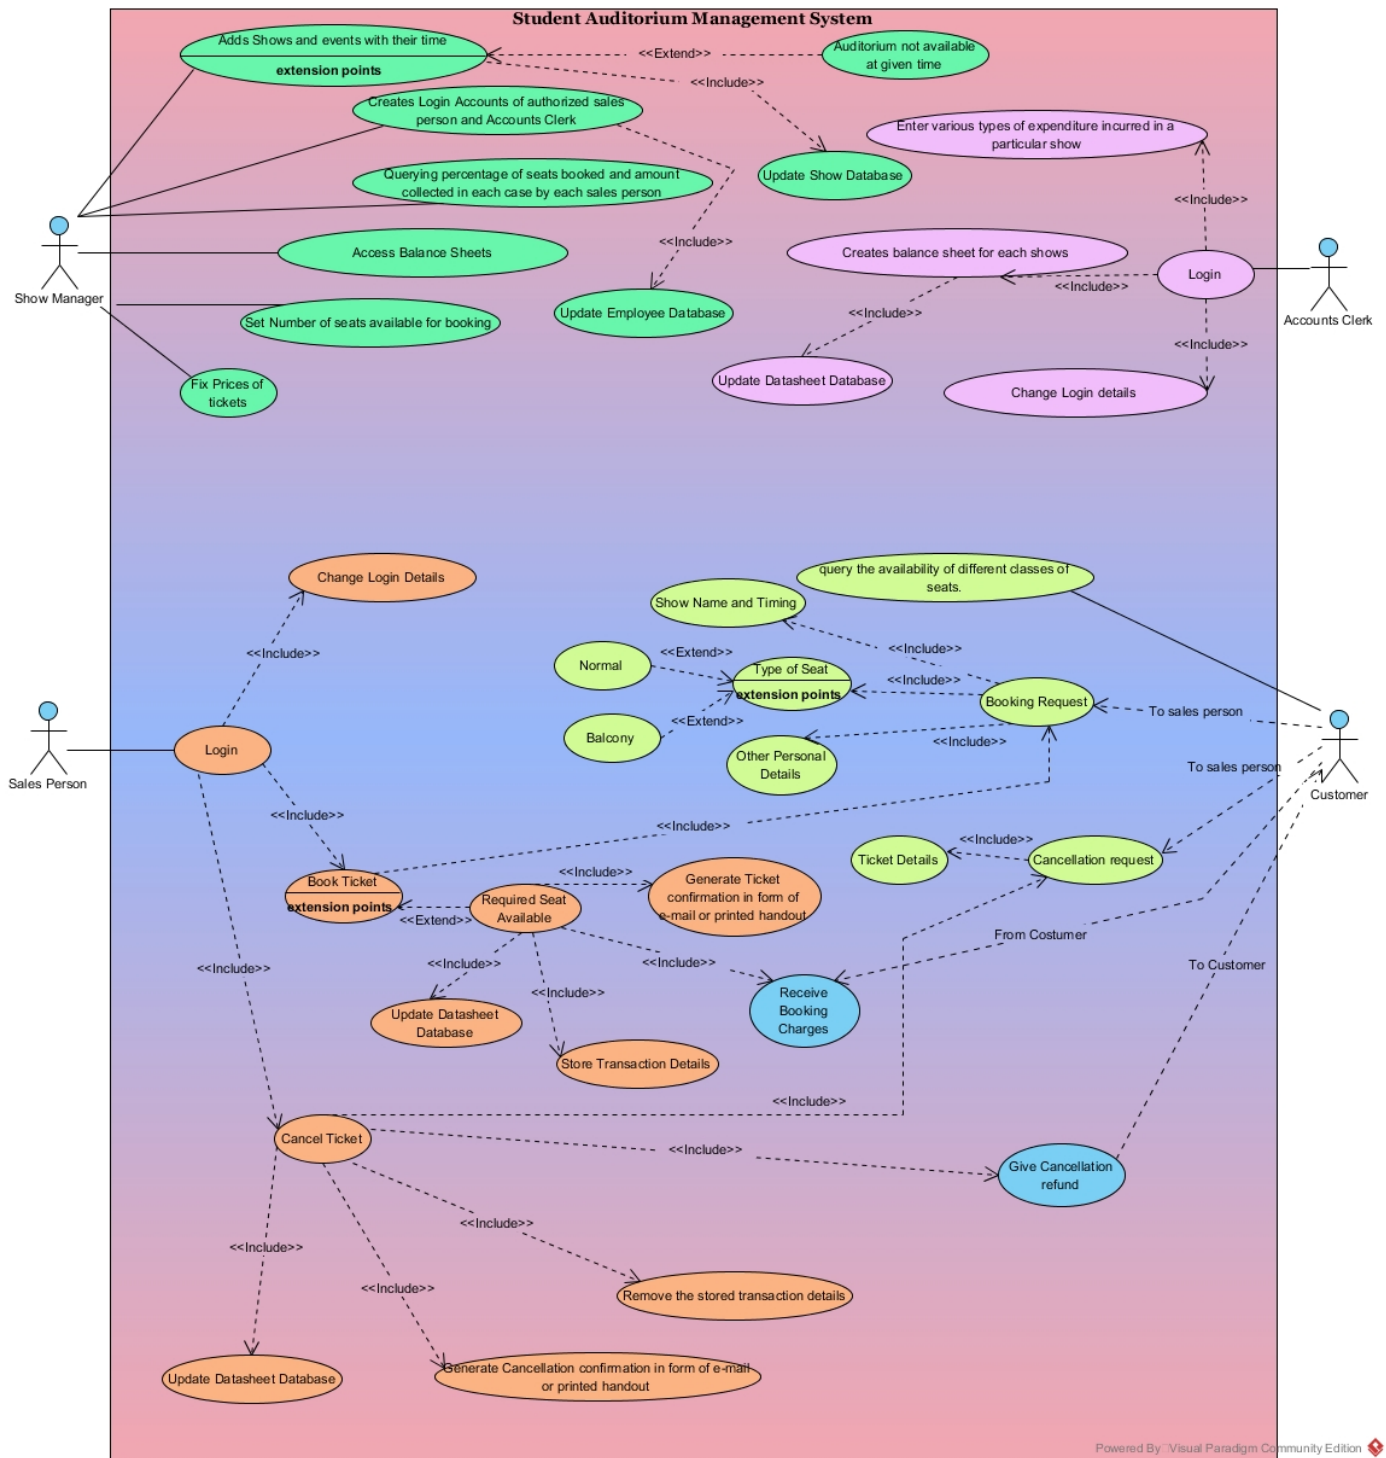 Student Auditorium Management System
Adds Shows and events with their time
extension points
<<Extend>>
Auditorium not available
at given time
<<Include>>
Creates Login Accounts of authorized sales
person and Accounts Clerk
Enter various types of expenditure incurred in a
particular show
Querying percentage of seats booked and amount
collected in each case by each sales person
Update Show Database
<<Include>>
<<Include>>
Access Balance Sheets
Creates balance sheet for each shows
Login
<<Include>>
Show Manager
Accounts Clerk
Set Number of seats available for booking
Update Employee Database
<<Include>>
<<Include>>
Fix Prices of
tickets
Update Datasheet Database
Change Login details
Change Login Details
query the availability of different classes of
seats.
Show Name and Timing
<<Include>>
<<Include>>
<<Extend>>
Normal
Type of Seat
extension points
<<Include>>
Booking Request
To sales person
<<Extend>>
Balcony
<<Include>>
Other Personal
Details
Login
Sales Person
To sales person
Customer
<<Include>>
<<Include>>
<<Include>>
Ticket Details
Cancellation request
Book Ticket
extension points
<<Include>>
<<Extend>>
Required Seat
Available
Generate Ticket
confirmation in form of
e-mail or printed handout
From Costumer
<<Include>>
<<Include>>
<<Include>>
To Customer
<<Include>>
Receive
Booking
Charges
Update Datasheet
Database
Store Transaction Details
<<Include>>
Cancel Ticket
<<Include>>
Give Cancellation
refund
<<Include>>
<<Include>>
<<Include>>
Remove the stored transaction details
Update Datasheet Database
Generate Cancellation confirmation in form of e-mail
or printed handout
Powered By Visual Paradigm Community Edition